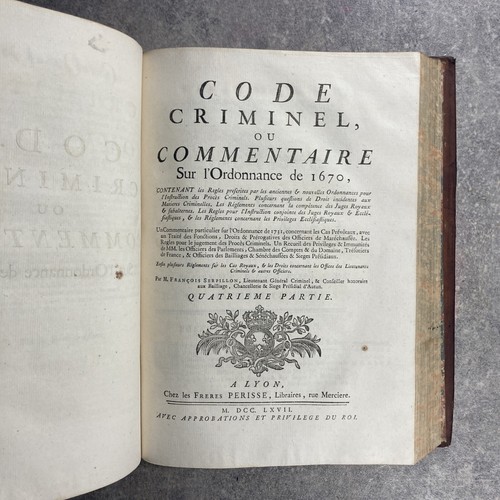 CODE
CRIMINEL,
OU
COMMENTAIRE
Sur l'Ordonnance de 1670,
CONTENANT les Regles prescrites par les anciennes & nouvelles Ordonnances pour
l'Instruction des Procès Criminels. Plusieurs questions de Droit incidentes aux
Matieres Criminelles, Les Réglements concernant la compétence des Juges Royaux
& subalternes. Les Regles pour l'Instruction conjointe des Juges Royaux & Ecclé-
siastiques, & les Réglements concernant les Privileges Ecclésiastiques.
Un Commentaire particulier sur l'Ordonnance de 1731, concernant les Cas Prévôtaux, avec
un Traité des Fonctions, Droits & Prérogatives des Officiers de Maréchaussée. Les
Regles pour le jugement des Procès Criminels. Un Recueil des Privileges & Immunités
de MM. les Officiers des Parlements, Chambre des Comptes & du Domaine, Trésoriers
de France, & Officiers des Bailliages & Sénéchaussées & Sieges Présidiaux.
Enfin plusieurs Réglements sur les Cas Royaux, & les Droits concernant les Offices des Lieutenants
Criminels & autres Officiers.
Par M. FRANÇOIS SERPILLON, Lieutenant Général Criminel, & Conseiller honoraire
aux Bailliage, Chancellerie & Siege Présidial d'Autun.
QUATRIEME PARTIE.
A LYON,
Chez les FRERES PERISSE, Libraires, rue Merciere.
M. DCC. LXVII.
AVEC APPROBATIONS ET PRIVILEGE DU ROI.